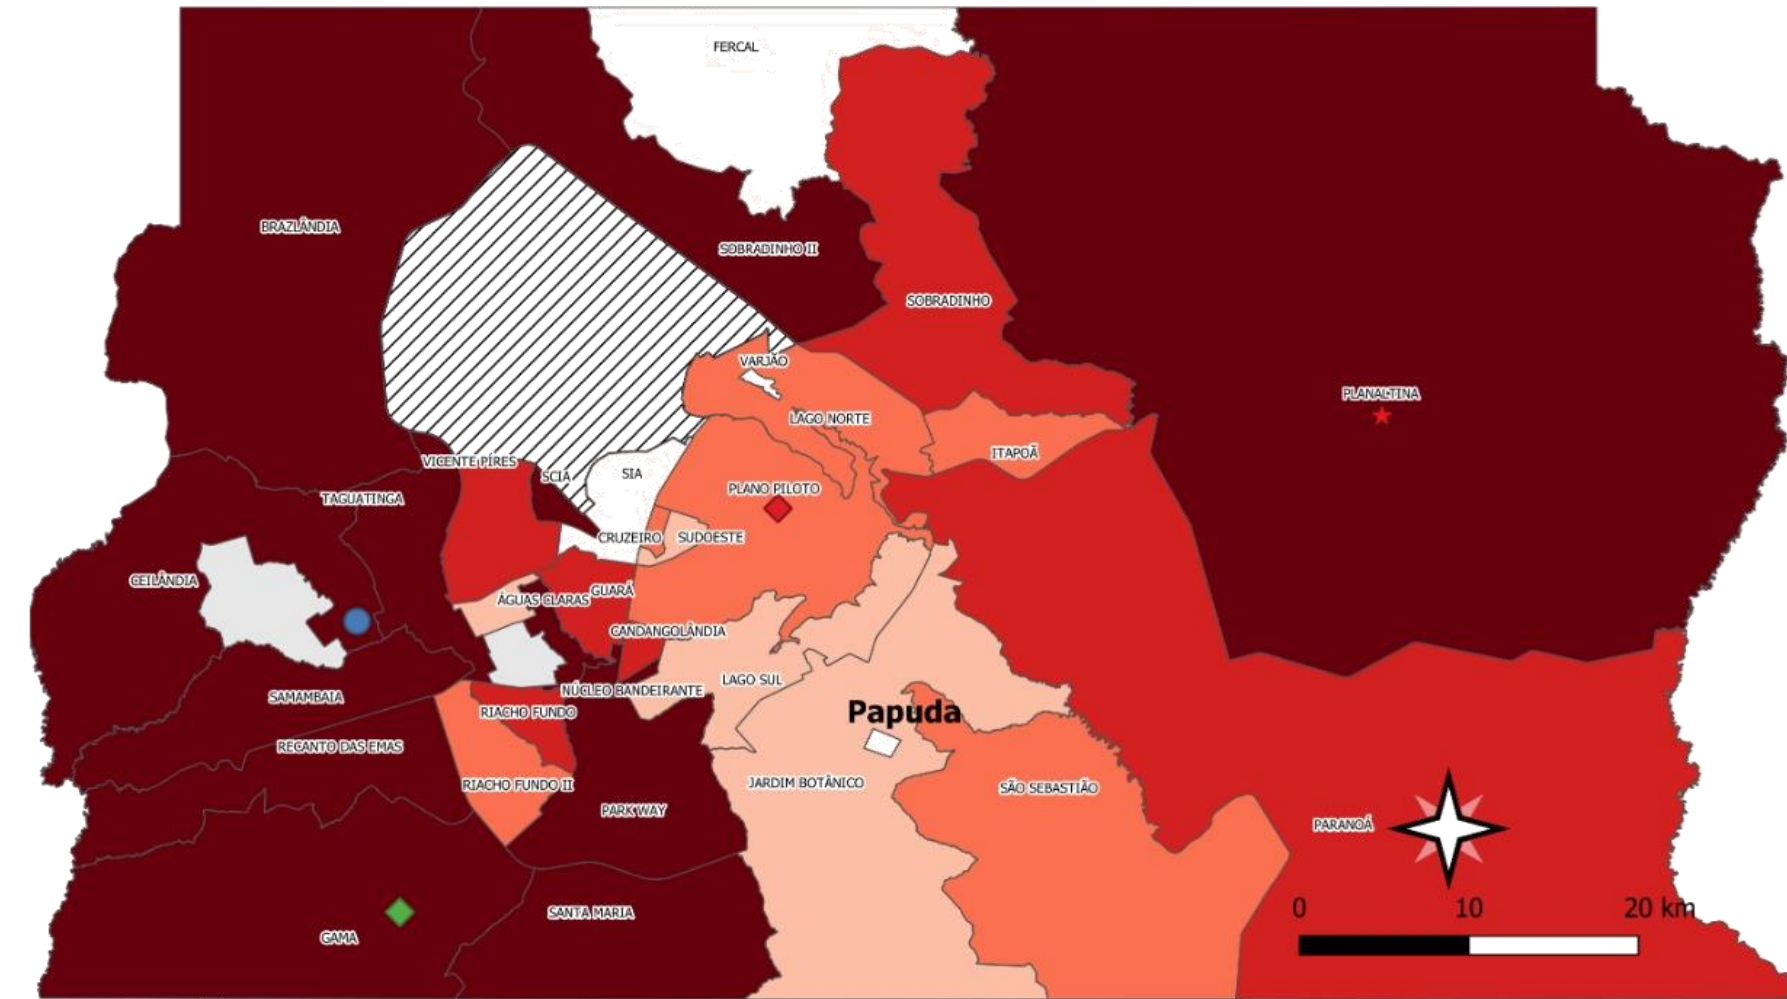 FERCAL
BRAZLÂNDIA
SOBRADINHO II
SOBRADINHO
VARJÃO
PLANALTINA
LAGO NORTE
ITAPOÃ
VICENTE PÍRES
SCIA
SIA
TAGUATINGA
PLANO PILOTO
CRUZEIRO
SUDOESTE
CEILÂNDIA
ÁGUAS CLARAS
GUARÁ
CANDANGOLÂNDIA
LAGO SUL
NÚCLEO BANDEIRANTE
SAMAMBAIA
RIACHO FUNDO
Papuda
RECANTO DAS EMAS
RIACHO FUNDO II
JARDIM BOTÂNICO
SÃO SEBASTIÃO
PARK WAY
PARANOÁ
SANTA MARIA
GAMA
0 10 20 km